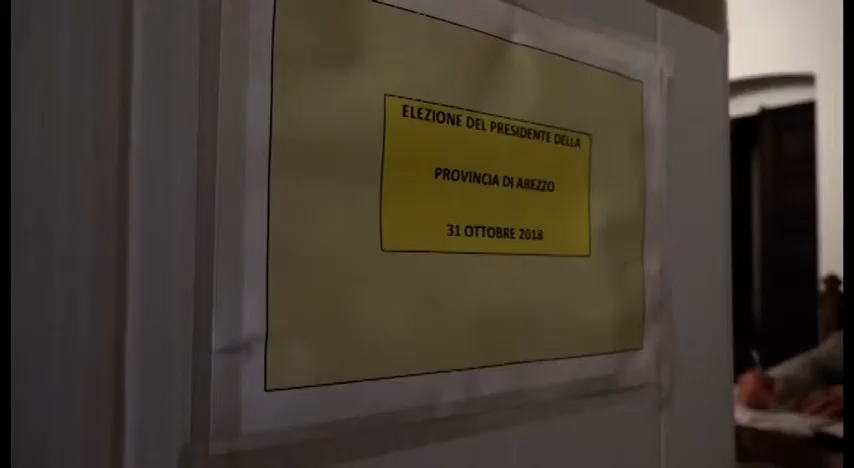 ELEZIONE DEL PRESIDENTE DELLA
PROVINCIA DI AREZZO
31 OTTOBRE 2018